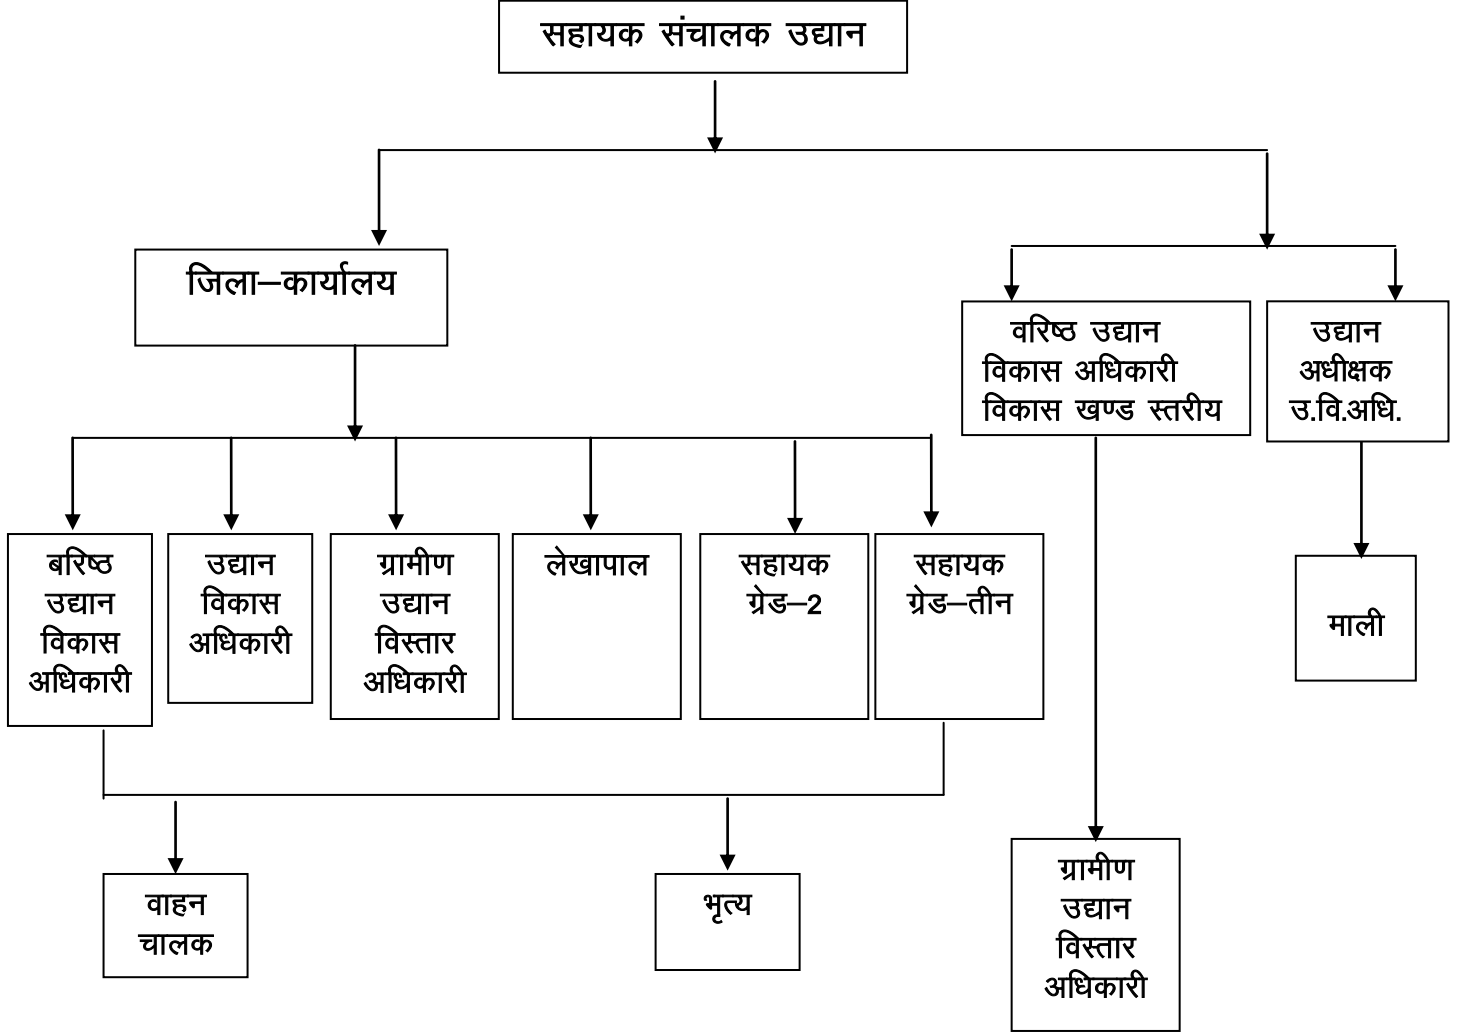 सहायक संचालक उद्यान
जिला–कार्यालय
वरिष्ठ उद्यान
विकास अधिकारी
विकास खण्ड स्तरीय
उद्यान
अधीक्षक
उ.वि.अधि.
बरिष्ठ
उद्यान
विकास
अधिकारी
उद्यान
विकास
अधिकारी
ग्रामीण
उद्यान
विस्तार
अधिकारी
लेखापाल
सहायक
ग्रेड–2
सहायक
ग्रेड–तीन
माली
वाहन
चालक
भृत्य
ग्रामीण
उद्यान
विस्तार
अधिकारी